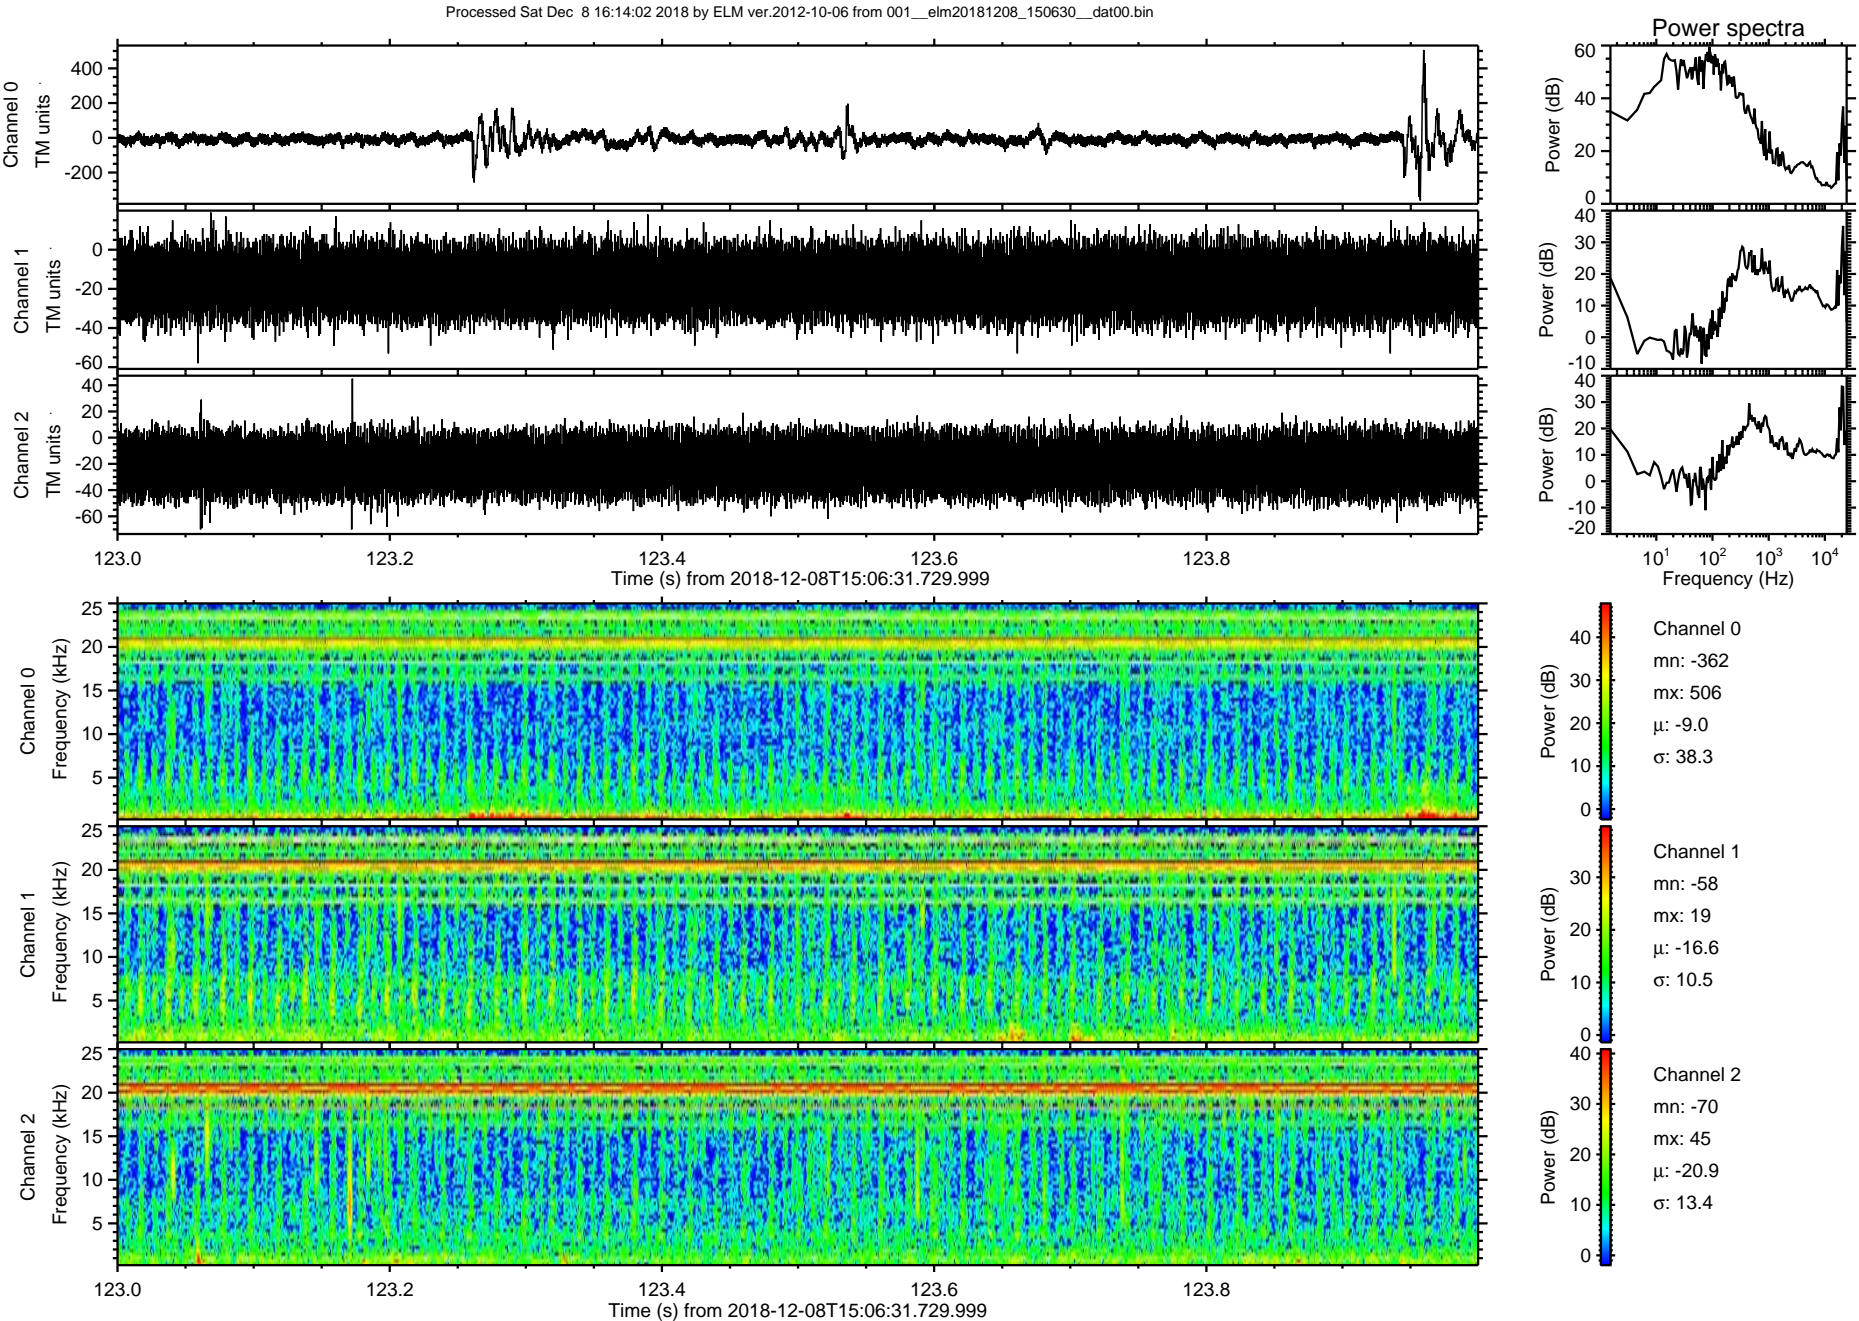 Processed Sat Dec  8 16:14:02 2018 by ELM ver.2012-10-06 from 001__elm20181208_150630__dat00.bin
Power spectra
Channel 0
TM units
400
200
0
-200
Power (dB)
60
40
20
0
Channel 1
TM units
0
-20
-40
-60
Power (dB)
40
30
20
10
0
-10
Channel 2
TM units
40
20
0
-20
-40
-60
Power (dB)
40
30
20
10
0
-10
-20
123.0 123.2 123.4 123.6 123.8
Time (s) from 2018-12-08T15:06:31.729.999
10¹ 10² 10³ 10⁴
Frequency (Hz)
Channel 0
Frequency (kHz)
25
20
15
10
5
Power (dB)
40
30
20
10
0
Channel 0
mn: -362
mx: 506
μ: -9.0
σ: 38.3
Channel 1
Frequency (kHz)
25
20
15
10
5
Power (dB)
30
20
10
0
Channel 1
mn: -58
mx: 19
μ: -16.6
σ: 10.5
Channel 2
Frequency (kHz)
25
20
15
10
5
Power (dB)
40
30
20
10
0
Channel 2
mn: -70
mx: 45
μ: -20.9
σ: 13.4
123.0 123.2 123.4 123.6 123.8
Time (s) from 2018-12-08T15:06:31.729.999